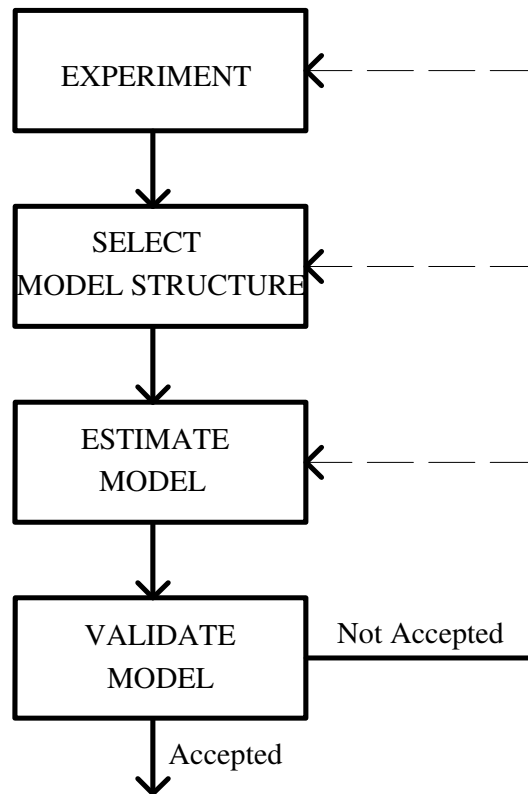 EXPERIMENT
SELECT
MODEL STRUCTURE
ESTIMATE
MODEL
VALIDATE
MODEL
Not Accepted
Accepted